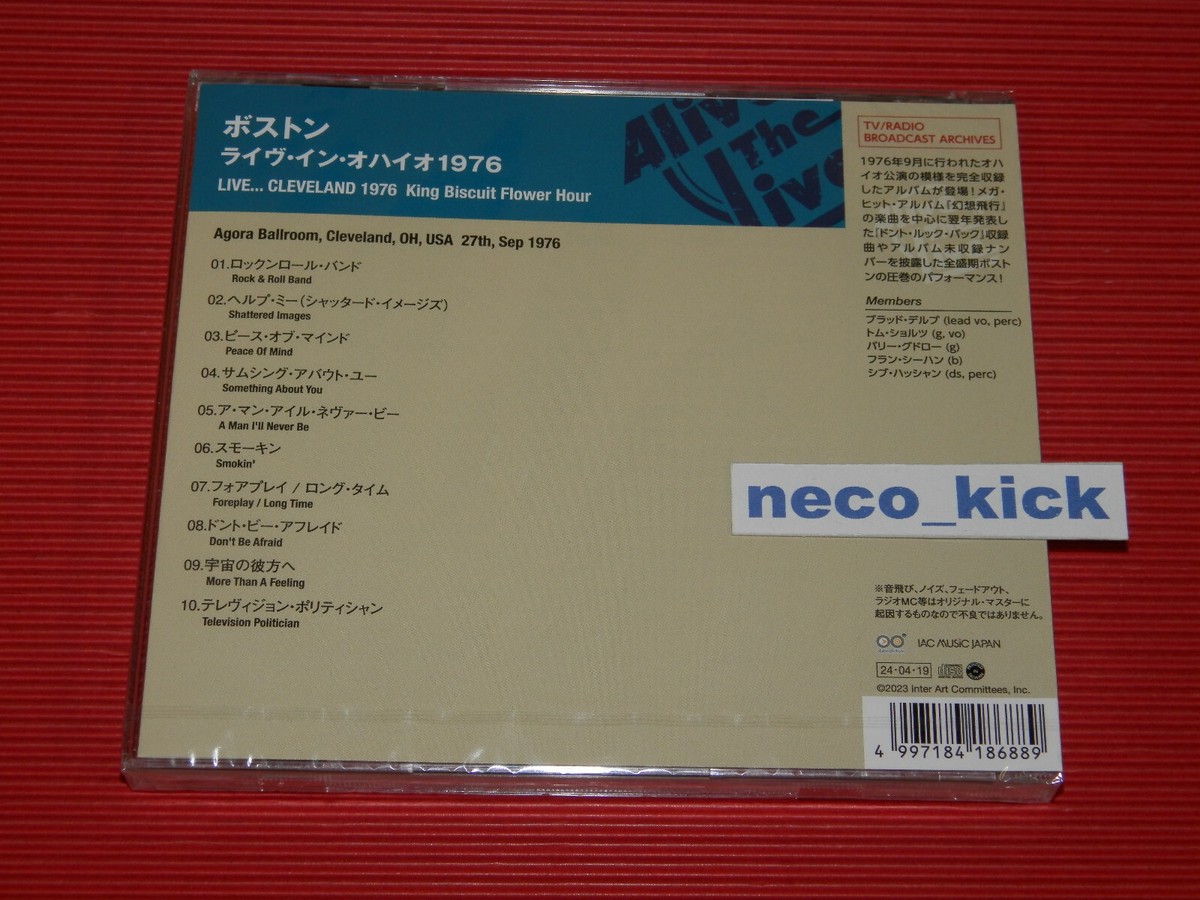 ボストン
ライヴ・イン・オハイオ1976
LIVE... CLEVELAND 1976 King Biscuit Flower Hour
Alive
The
Live
TV/RADIO
BROADCAST ARCHIVES
1976年9月に行われたオハ
イオ公演の模様を完全収録
したアルバムが登場!メガ・
ヒット・アルバム『幻想飛行』
の楽曲を中心に翌年発表し
た『ドント・ルック・バック』収録
曲やアルバム未収録ナン
バーを披露した全盛期ボスト
ンの圧巻のパフォーマンス!
Members
ブラッド・デルプ (lead vo, perc)
トム・ショルツ (g, vo)
バリー・グドロー (g)
フラン・シーハン (b)
シブ・ハッシャン (ds, perc)
Agora Ballroom, Cleveland, OH, USA 27th, Sep 1976
01.ロックンロール・バンド
Rock & Roll Band
02.ヘルプ・ミー(シャッタード・イメージズ)
Shattered Images
03.ピース・オブ・マインド
Peace Of Mind
04.サムシング・アバウト・ユー
Something About You
05.ア・マン・アイル・ネヴァー・ビー
A Man I'll Never Be
06.スモーキン
Smokin'
07.フォアプレイ / ロング・タイム
Foreplay / Long Time
08.ドント・ビー・アフレイド
Don't Be Afraid
09.宇宙の彼方へ
More Than A Feeling
10.テレヴィジョン・ポリティシャン
Television Politician
neco_kick
※音飛び、ノイズ、フェードアウト、
ラジオMC等はオリジナル・マスターに
起因するものなので不良ではありません。
IAC MUSIC JAPAN
24・04・19
©2023 Inter Art Committees, Inc.
4 997184 186889